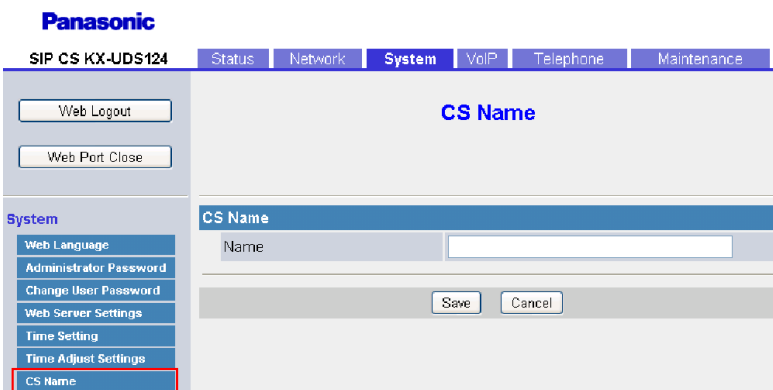 Panasonic
SIP CS KX-UDS124
Status Network System VoIP Telephone Maintenance
Web Logout
Web Port Close
CS Name
System
Web Language
Administrator Password
Change User Password
Web Server Settings
Time Setting
Time Adjust Settings
CS Name
CS Name
Name
Save Cancel